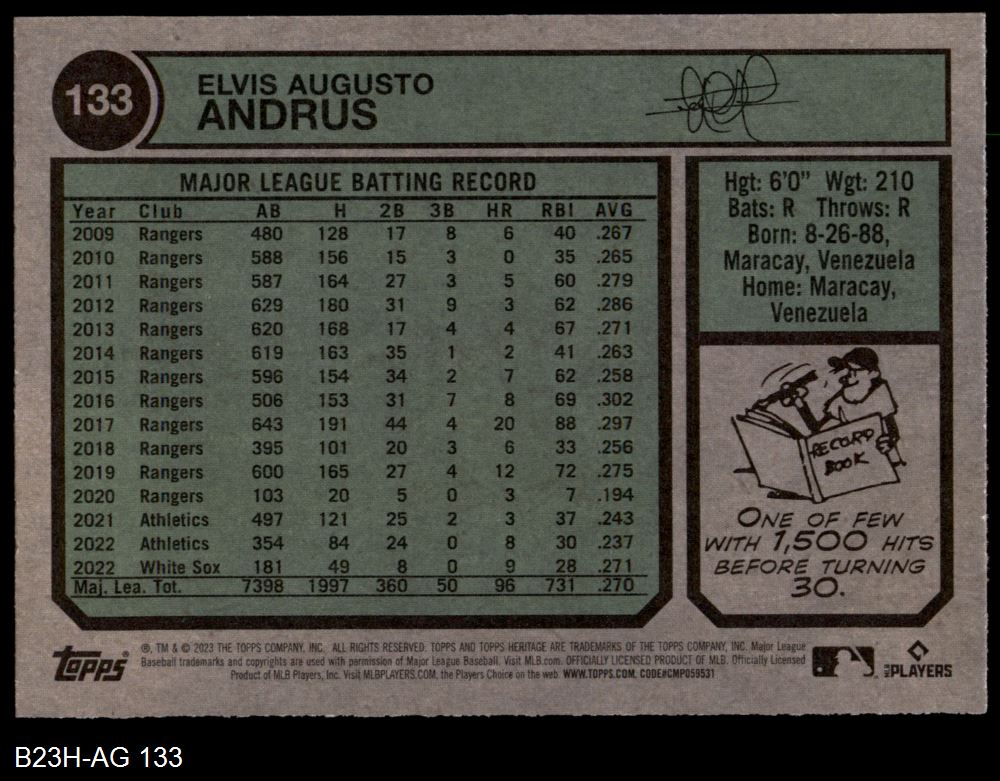 133
ELVIS AUGUSTO
ANDRUS
MAJOR LEAGUE BATTING RECORD
Year Club AB H 2B 3B HR RBI AVG
2009 Rangers 480 128 17 8 6 40 .267
2010 Rangers 588 156 15 3 0 35 .265
2011 Rangers 587 164 27 3 5 60 .279
2012 Rangers 629 180 31 9 3 62 .286
2013 Rangers 620 168 17 4 4 67 .271
2014 Rangers 619 163 35 1 2 41 .263
2015 Rangers 596 154 34 2 7 62 .258
2016 Rangers 506 153 31 7 8 69 .302
2017 Rangers 643 191 44 4 20 88 .297
2018 Rangers 395 101 20 3 6 33 .256
2019 Rangers 600 165 27 4 12 72 .275
2020 Rangers 103 20 5 0 3 7 .194
2021 Athletics 497 121 25 2 3 37 .243
2022 Athletics 354 84 24 0 8 30 .237
2022 White Sox 181 49 8 0 9 28 .271
Maj. Lea. Tot. 7398 1997 360 50 96 731 .270
Hgt: 6'0" Wgt: 210
Bats: R Throws: R
Born: 8-26-88,
Maracay, Venezuela
Home: Maracay,
Venezuela
RECORD
BOOK
ONE OF FEW
WITH 1,500 HITS
BEFORE TURNING
30.
Topps
®, TM & © 2023 THE TOPPS COMPANY, INC. ALL RIGHTS RESERVED. TOPPS AND TOPPS HERITAGE ARE TRADEMARKS OF THE TOPPS COMPANY, INC. Major League
Baseball trademarks and copyrights are used with permission of Major League Baseball. Visit MLB.com. OFFICIALLY LICENSED PRODUCT OF MLB. Officially Licensed
Product of MLB Players, Inc. Visit MLBPLAYERS.COM, the Players Choice on the web. WWW.TOPPS.COM. CODE#CMP059531
MLB PLAYERS
B23H-AG 133